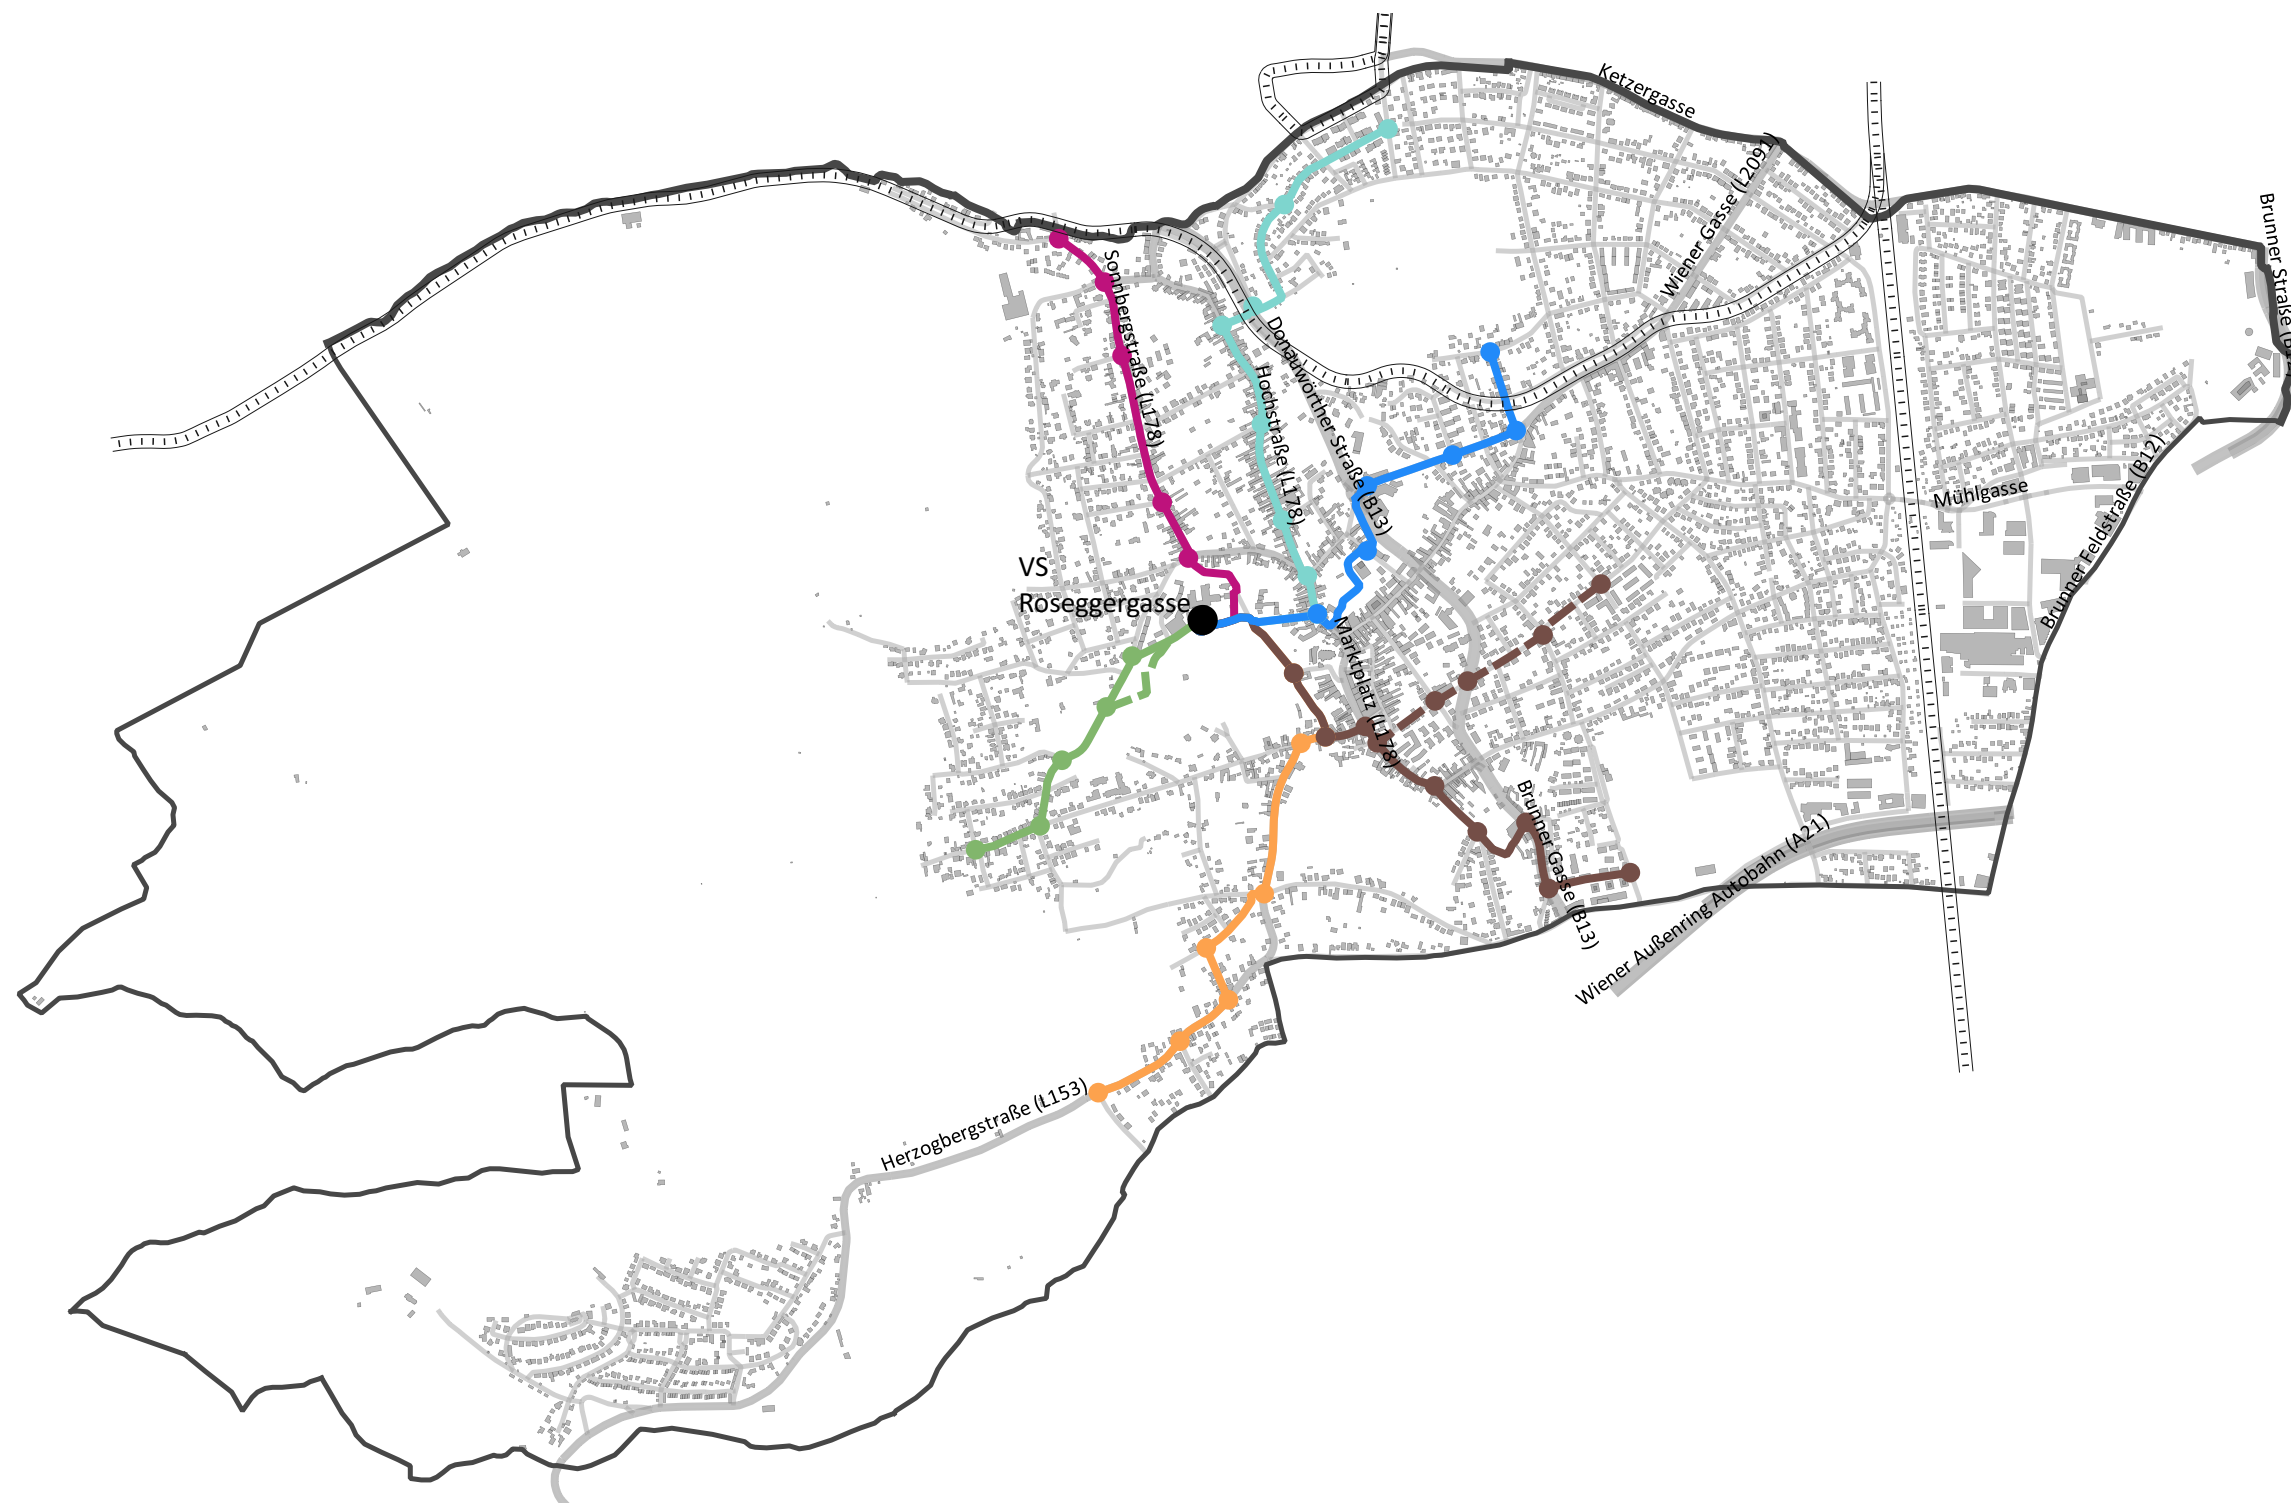 Ketzergasse
Wiener Gasse (L2091)
Brunner Straße (B12)
Sonnbergstraße (L178)
Donauwörther Straße (B13)
Hochstraße (L178)
Mühlgasse
Brunner Feldstraße (B12)
VS
Roseggergasse
Marktplatz (L178)
Brunner Gasse (B13)
Wiener Außenring Autobahn (A21)
Herzogbergstraße (L153)